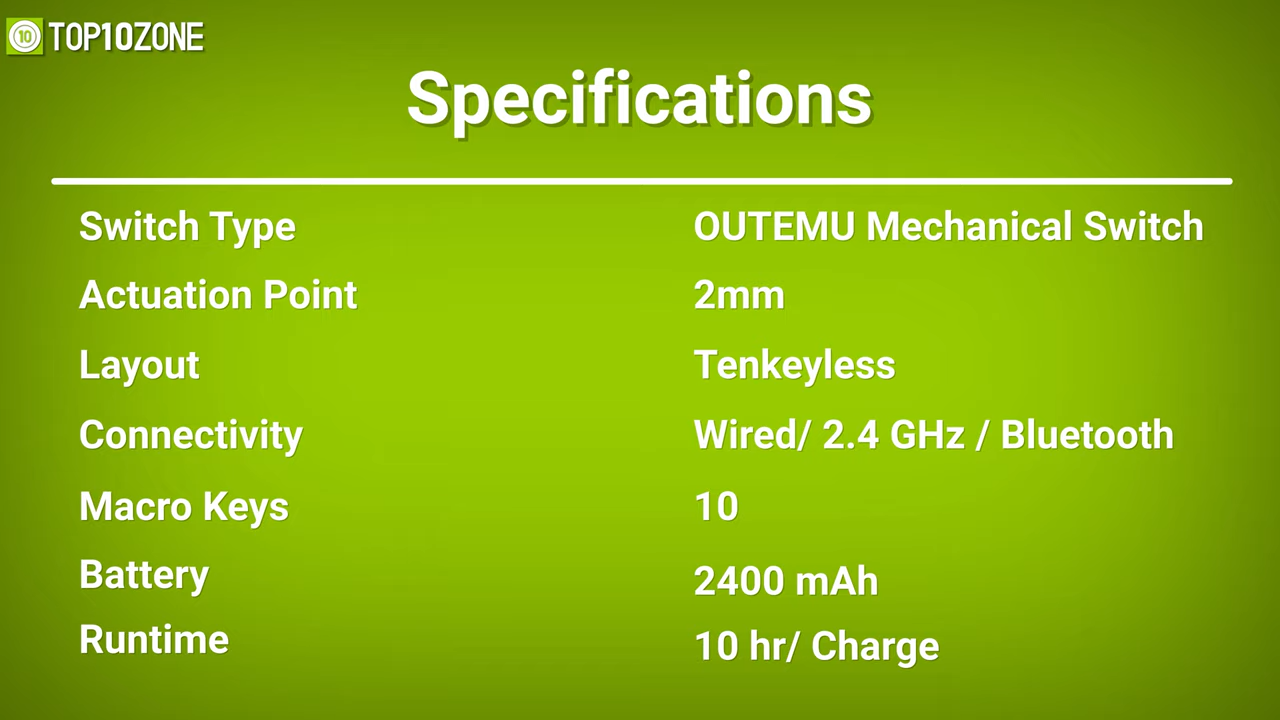 10 TOP10ZONE
Specifications
Switch Type OUTEMU Mechanical Switch
Actuation Point 2mm
Layout Tenkeyless
Connectivity Wired/ 2.4 GHz / Bluetooth
Macro Keys 10
Battery 2400 mAh
Runtime 10 hr/ Charge